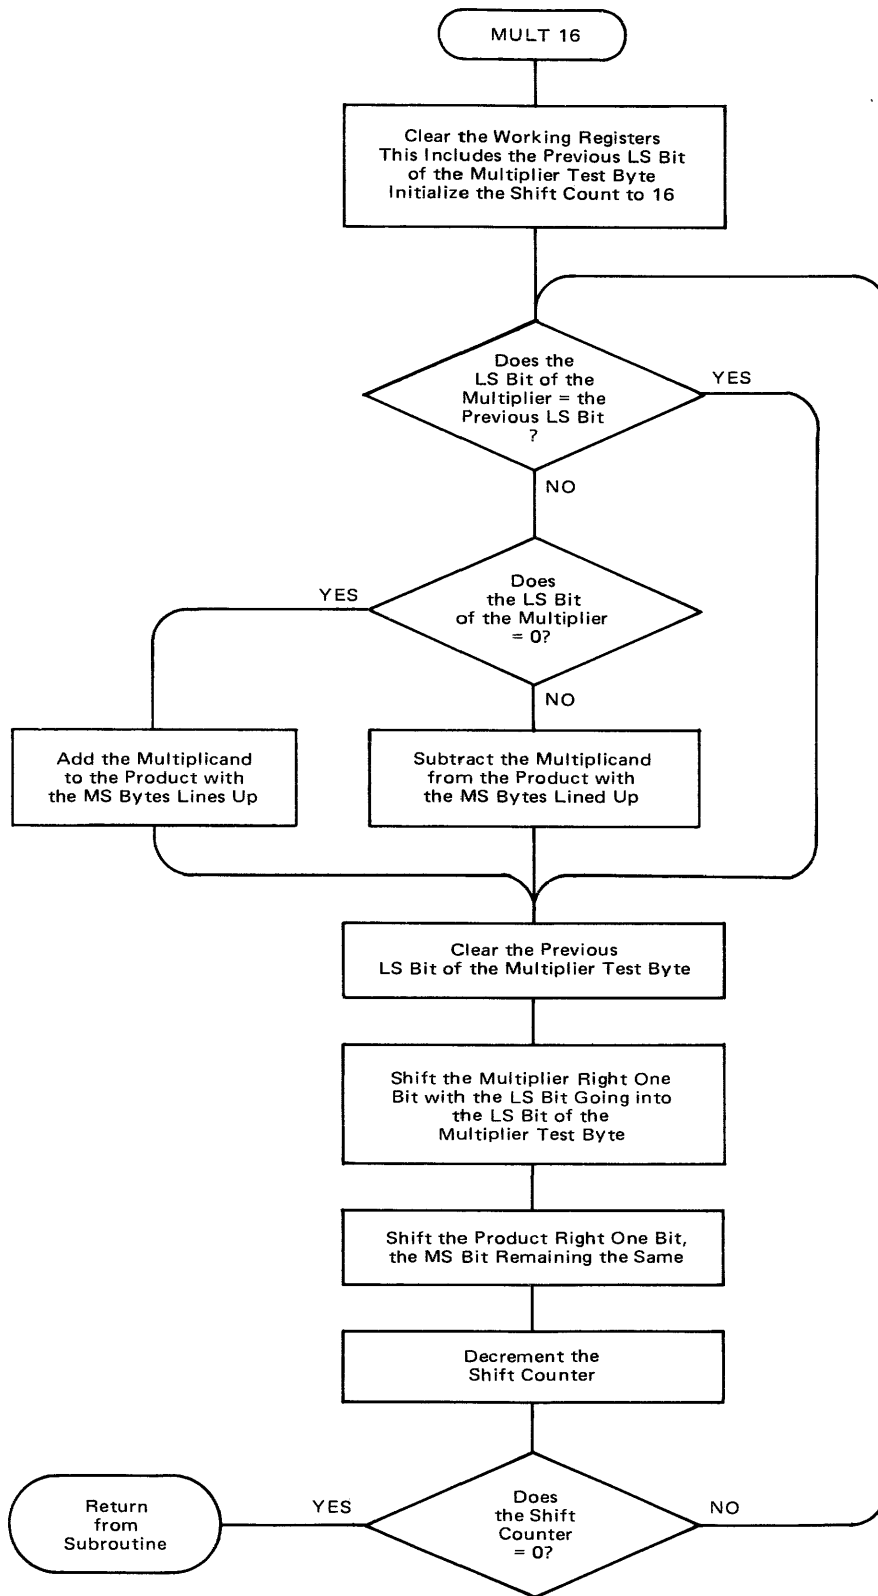 MULT 16
Clear the Working Registers
This Includes the Previous LS Bit
of the Multiplier Test Byte
Initialize the Shift Count to 16
Does the
LS Bit of the
Multiplier = the
Previous LS Bit
?
YES
NO
Does
the LS Bit
of the Multiplier
= 0?
YES
NO
Add the Multiplicand
to the Product with
the MS Bytes Lines Up
Subtract the Multiplicand
from the Product with
the MS Bytes Lined Up
Clear the Previous
LS Bit of the Multiplier Test Byte
Shift the Multiplier Right One
Bit with the LS Bit Going into
the LS Bit of the
Multiplier Test Byte
Shift the Product Right One Bit,
the MS Bit Remaining the Same
Decrement the
Shift Counter
Does
the Shift
Counter
= 0?
YES
NO
Return
from
Subroutine